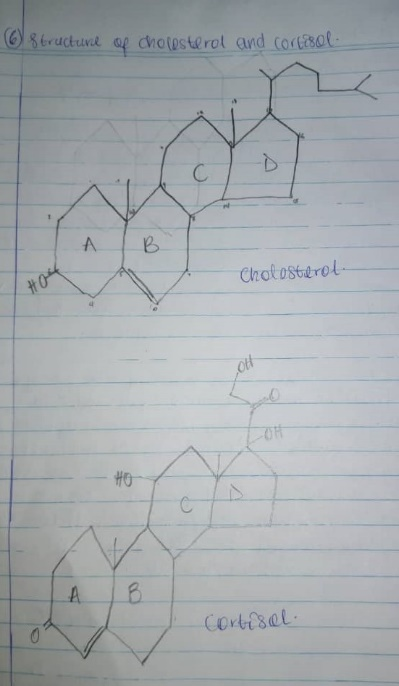 (6) Structure of cholesterol and cortisol.
C
D
A
B
HO
Cholosterol.
OH
O
OH
HO
C
D
A
B
O
Cortisol.